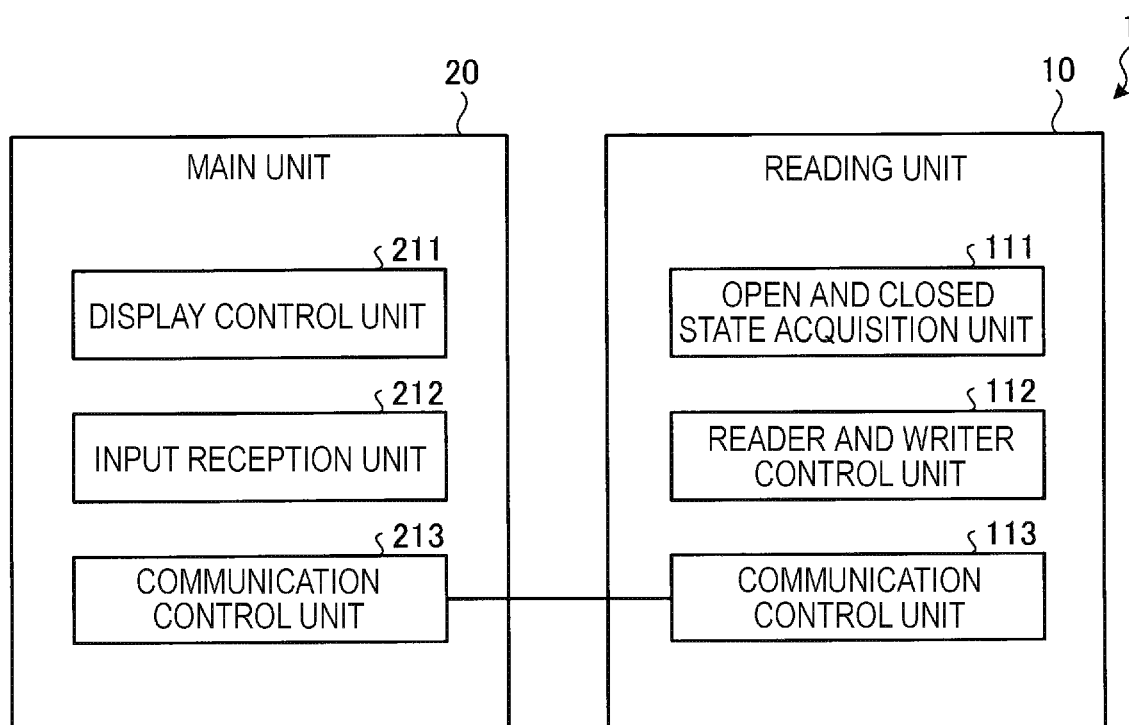 1
20
10
MAIN UNIT
READING UNIT
211
DISPLAY CONTROL UNIT
212
INPUT RECEPTION UNIT
213
COMMUNICATION
CONTROL UNIT
111
OPEN AND CLOSED
STATE ACQUISITION UNIT
112
READER AND WRITER
CONTROL UNIT
113
COMMUNICATION
CONTROL UNIT